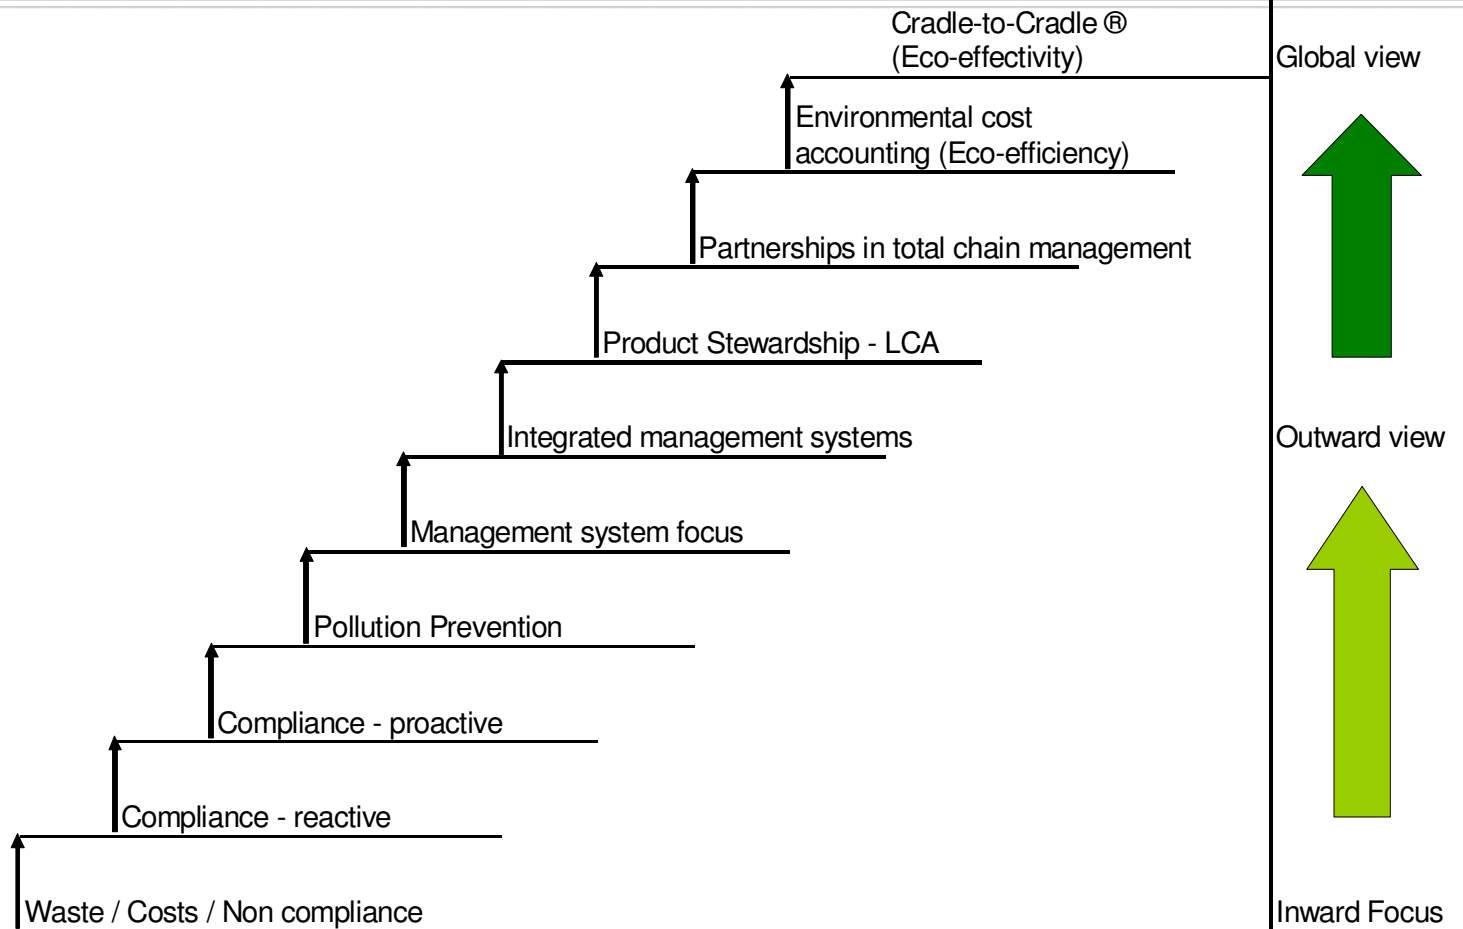 Cradle-to-Cradle ®
(Eco-effectivity)
Global view
Environmental cost
accounting (Eco-efficiency)
Partnerships in total chain management
Product Stewardship - LCA
Integrated management systems
Outward view
Management system focus
Pollution Prevention
Compliance - proactive
Compliance - reactive
Waste / Costs / Non compliance
Inward Focus